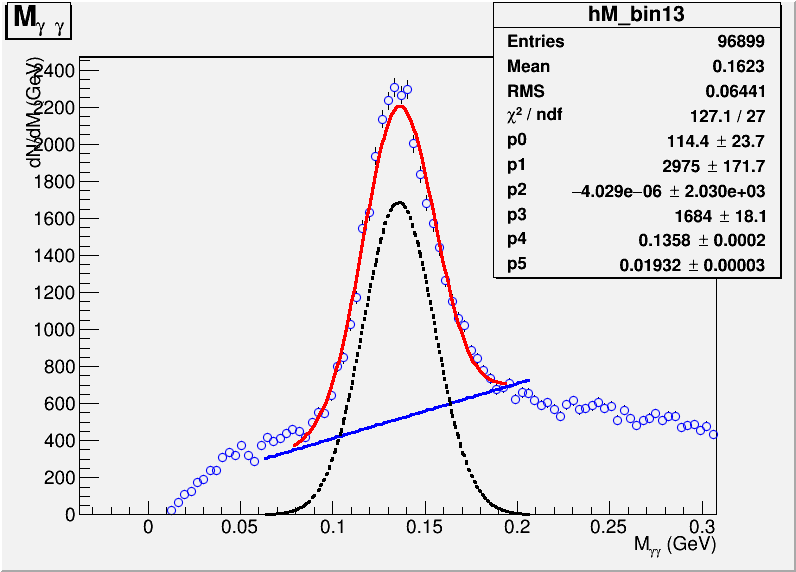 M γ γ
hM_bin13
Entries 96899
Mean 0.1623
RMS 0.06441
χ² / ndf 127.1 / 27
p0 114.4 ± 23.7
p1 2975 ± 171.7
p2 −4.029e−06 ± 2.030e+03
p3 1684 ± 18.1
p4 0.1358 ± 0.0002
p5 0.01932 ± 0.00003
dN/dM (GeV)
2400
2200
2000
1800
1600
1400
1200
1000
800
600
400
200
0
0 0.05 0.1 0.15 0.2 0.25 0.3
Mγγ (GeV)